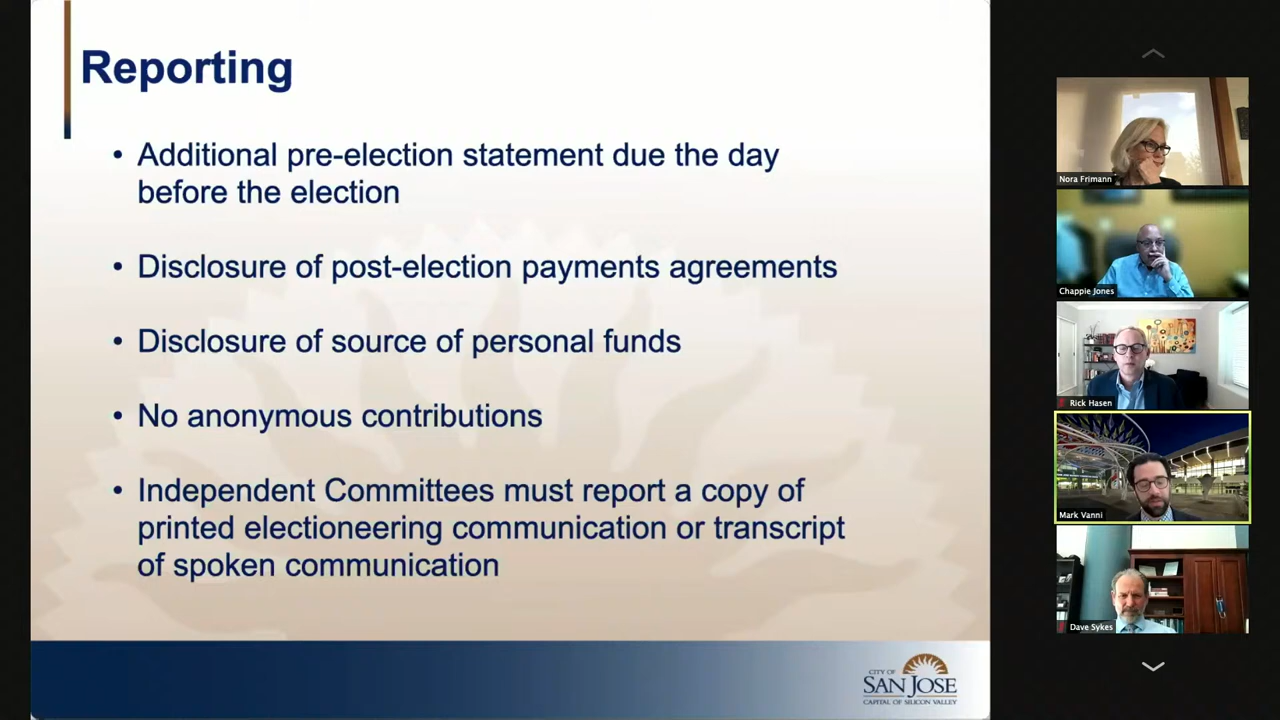 Reporting
• Additional pre-election statement due the day
before the election
• Disclosure of post-election payments agreements
• Disclosure of source of personal funds
• No anonymous contributions
• Independent Committees must report a copy of
printed electioneering communication or transcript
of spoken communication
CITY OF
SAN JOSE
CAPITAL OF SILICON VALLEY
Nora Frimann
Chappie Jones
Rick Hasen
Mark Vanni
Dave Sykes